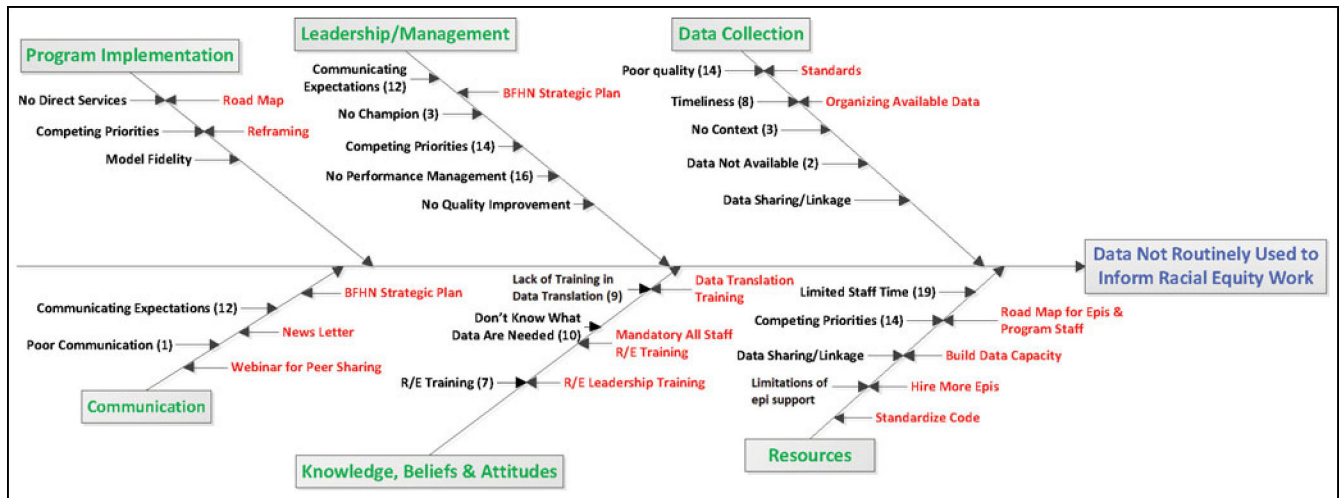 Program Implementation
No Direct Services
Road Map
Competing Priorities
Reframing
Model Fidelity
Leadership/Management
Communicating
Expectations (12)
BFHN Strategic Plan
No Champion (3)
Competing Priorities (14)
No Performance Management (16)
No Quality Improvement
Data Collection
Poor quality (14)
Standards
Timeliness (8)
Organizing Available Data
No Context (3)
Data Not Available (2)
Data Sharing/Linkage
Data Not Routinely Used to
Inform Racial Equity Work
BFHN Strategic Plan
Communicating Expectations (12)
News Letter
Poor Communication (1)
Webinar for Peer Sharing
Communication
Lack of Training in
Data Translation (9)
Data Translation
Training
Don't Know What
Data Are Needed (10)
Mandatory All Staff
R/E Training
R/E Training (7)
R/E Leadership Training
Knowledge, Beliefs & Attitudes
Limited Staff Time (19)
Competing Priorities (14)
Road Map for Epis &
Program Staff
Data Sharing/Linkage
Build Data Capacity
Limitations of
epi support
Hire More Epis
Standardize Code
Resources